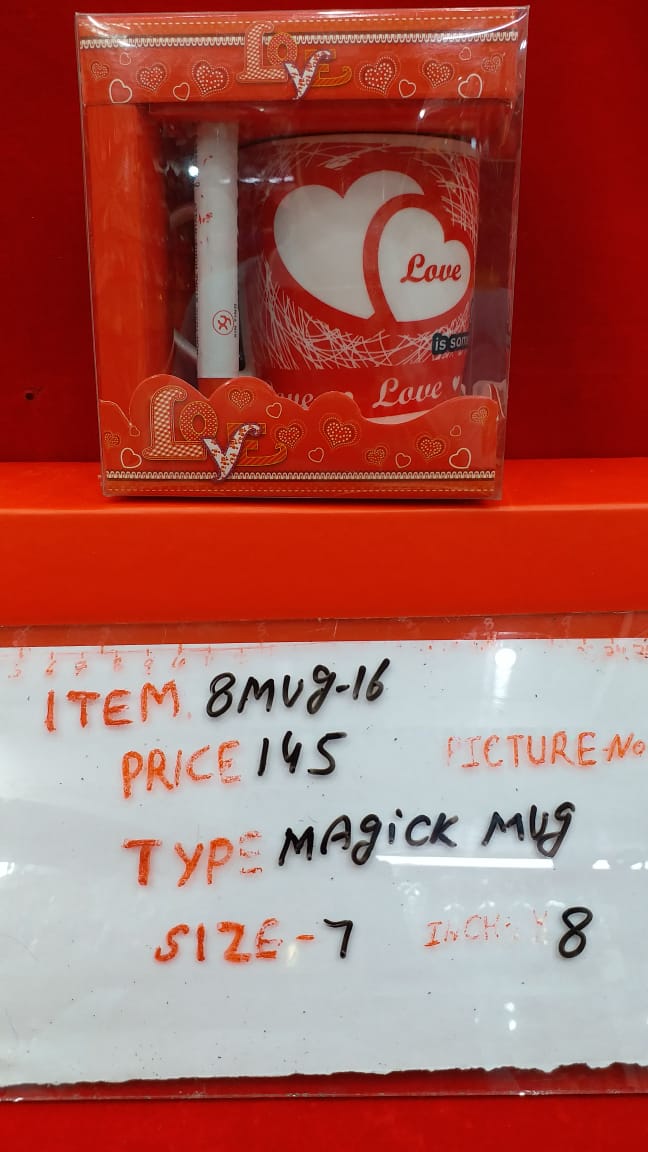 LOVE
Love
is som
Love
LOVE
ITEM 8MUg-16
PRICE 145 PICTURE-No
TYPE MAgiCK MUg
SIZE-7 INCH 8